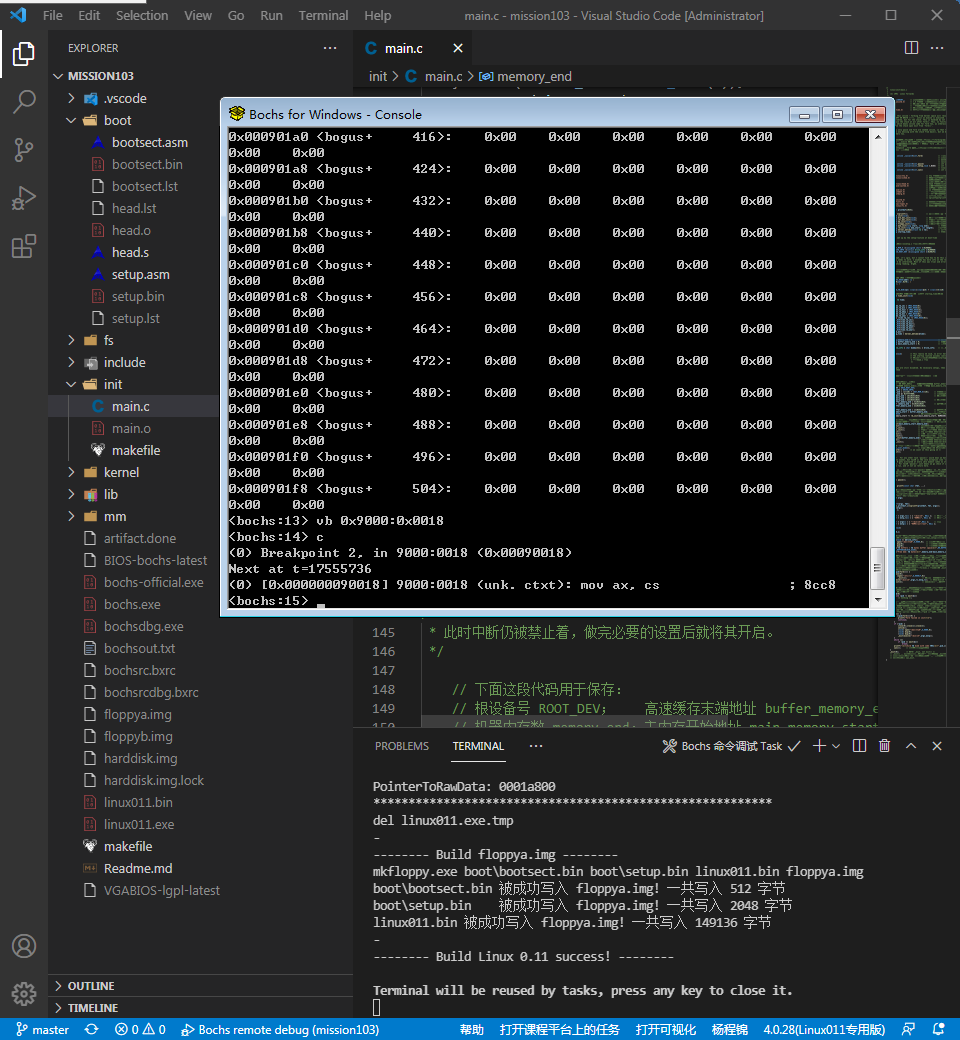 File Edit Selection View Go Run Terminal Help main.c - mission103 - Visual Studio Code [Administrator]
EXPLORER
MISSION103
.vscode
boot
bootsect.asm
bootsect.bin
bootsect.lst
head.lst
head.o
head.s
setup.asm
setup.bin
setup.lst
fs
include
init
main.c
main.o
makefile
kernel
lib
mm
artifact.done
BIOS-bochs-latest
bochs-official.exe
bochs.exe
bochsdbg.exe
bochsout.txt
bochsrc.bxrc
bochsrcdbg.bxrc
floppya.img
floppyb.img
harddisk.img
harddisk.img.lock
linux011.bin
linux011.exe
makefile
Readme.md
VGABIOS-lgpl-latest
OUTLINE
TIMELINE
main.c
init > main.c > memory_end
Bochs for Windows - Console
0x000901a0 <bogus+ 416>: 0x00 0x00 0x00 0x00 0x00 0x00
0x00 0x00
0x000901a8 <bogus+ 424>: 0x00 0x00 0x00 0x00 0x00 0x00
0x00 0x00
0x000901b0 <bogus+ 432>: 0x00 0x00 0x00 0x00 0x00 0x00
0x00 0x00
0x000901b8 <bogus+ 440>: 0x00 0x00 0x00 0x00 0x00 0x00
0x00 0x00
0x000901c0 <bogus+ 448>: 0x00 0x00 0x00 0x00 0x00 0x00
0x00 0x00
0x000901c8 <bogus+ 456>: 0x00 0x00 0x00 0x00 0x00 0x00
0x00 0x00
0x000901d0 <bogus+ 464>: 0x00 0x00 0x00 0x00 0x00 0x00
0x00 0x00
0x000901d8 <bogus+ 472>: 0x00 0x00 0x00 0x00 0x00 0x00
0x00 0x00
0x000901e0 <bogus+ 480>: 0x00 0x00 0x00 0x00 0x00 0x00
0x00 0x00
0x000901e8 <bogus+ 488>: 0x00 0x00 0x00 0x00 0x00 0x00
0x00 0x00
0x000901f0 <bogus+ 496>: 0x00 0x00 0x00 0x00 0x00 0x00
0x00 0x00
0x000901f8 <bogus+ 504>: 0x00 0x00 0x00 0x00 0x00 0x00
0x00 0x00
<bochs:13> vb 0x9000:0x0018
<bochs:14> c
(0) Breakpoint 2, in 9000:0018 (0x00090018)
Next at t=17555736
(0) [0x000000090018] 9000:0018 (unk. ctxt): mov ax, cs ; 8cc8
<bochs:15>
145 * 此时中断仍被禁止着，做完必要的设置后就将其开启。
146 */
147
148 // 下面这段代码用于保存：
149 // 根设备号 ROOT_DEV； 高速缓存末端地址 buffer_memory_e
150 // 机器内存数 memory_end；主内存开始地址 main_memory_start
PROBLEMS TERMINAL ··· Bochs 命令调试 Task
PointerToRawData: 0001a800
*********************************************************
del linux011.exe.tmp
-
-------- Build floppya.img --------
mkfloppy.exe boot\bootsect.bin boot\setup.bin linux011.bin floppya.img
boot\bootsect.bin 被成功写入 floppya.img! 一共写入 512 字节
boot\setup.bin 被成功写入 floppya.img! 一共写入 2048 字节
linux011.bin 被成功写入 floppya.img! 一共写入 149136 字节
-
-------- Build Linux 0.11 success! --------
Terminal will be reused by tasks, press any key to close it.
master 0 0 Bochs remote debug (mission103) 帮助 打开课程平台上的任务 打开可视化 杨程锦 4.0.28(Linux011专用版)